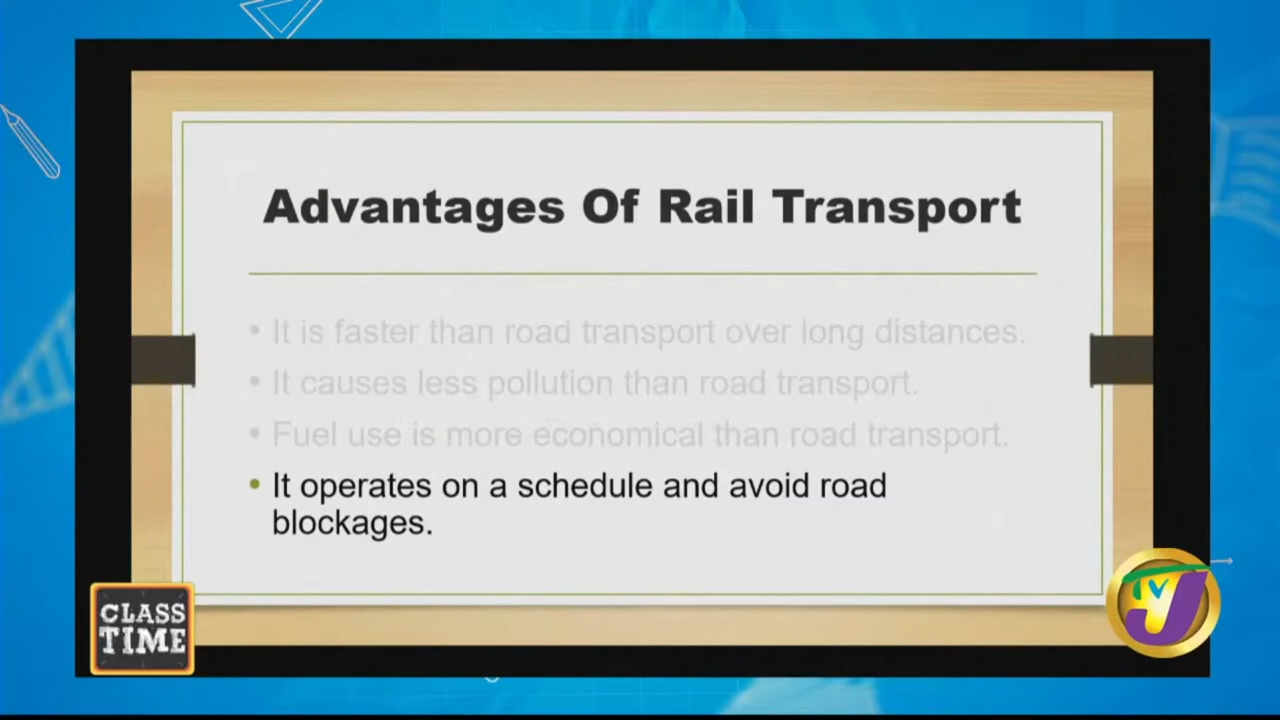 Advantages Of Rail Transport
• It is faster than road transport over long distances.
• It causes less pollution than road transport.
• Fuel use is more economical than road transport.
• It operates on a schedule and avoid road
blockages.
CLASS
TIME
TVJ